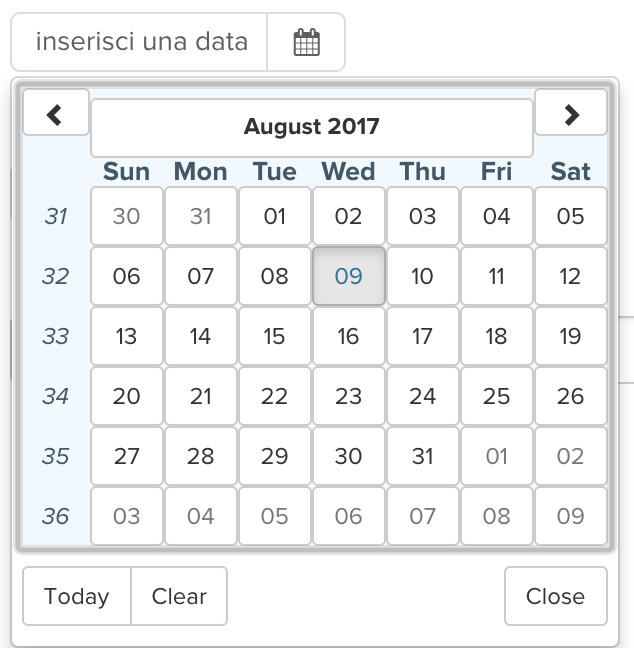 inserisci una data
August 2017
Sun Mon Tue Wed Thu Fri Sat
31 30 31 01 02 03 04 05
32 06 07 08 09 10 11 12
33 13 14 15 16 17 18 19
34 20 21 22 23 24 25 26
35 27 28 29 30 31 01 02
36 03 04 05 06 07 08 09
Today Clear Close